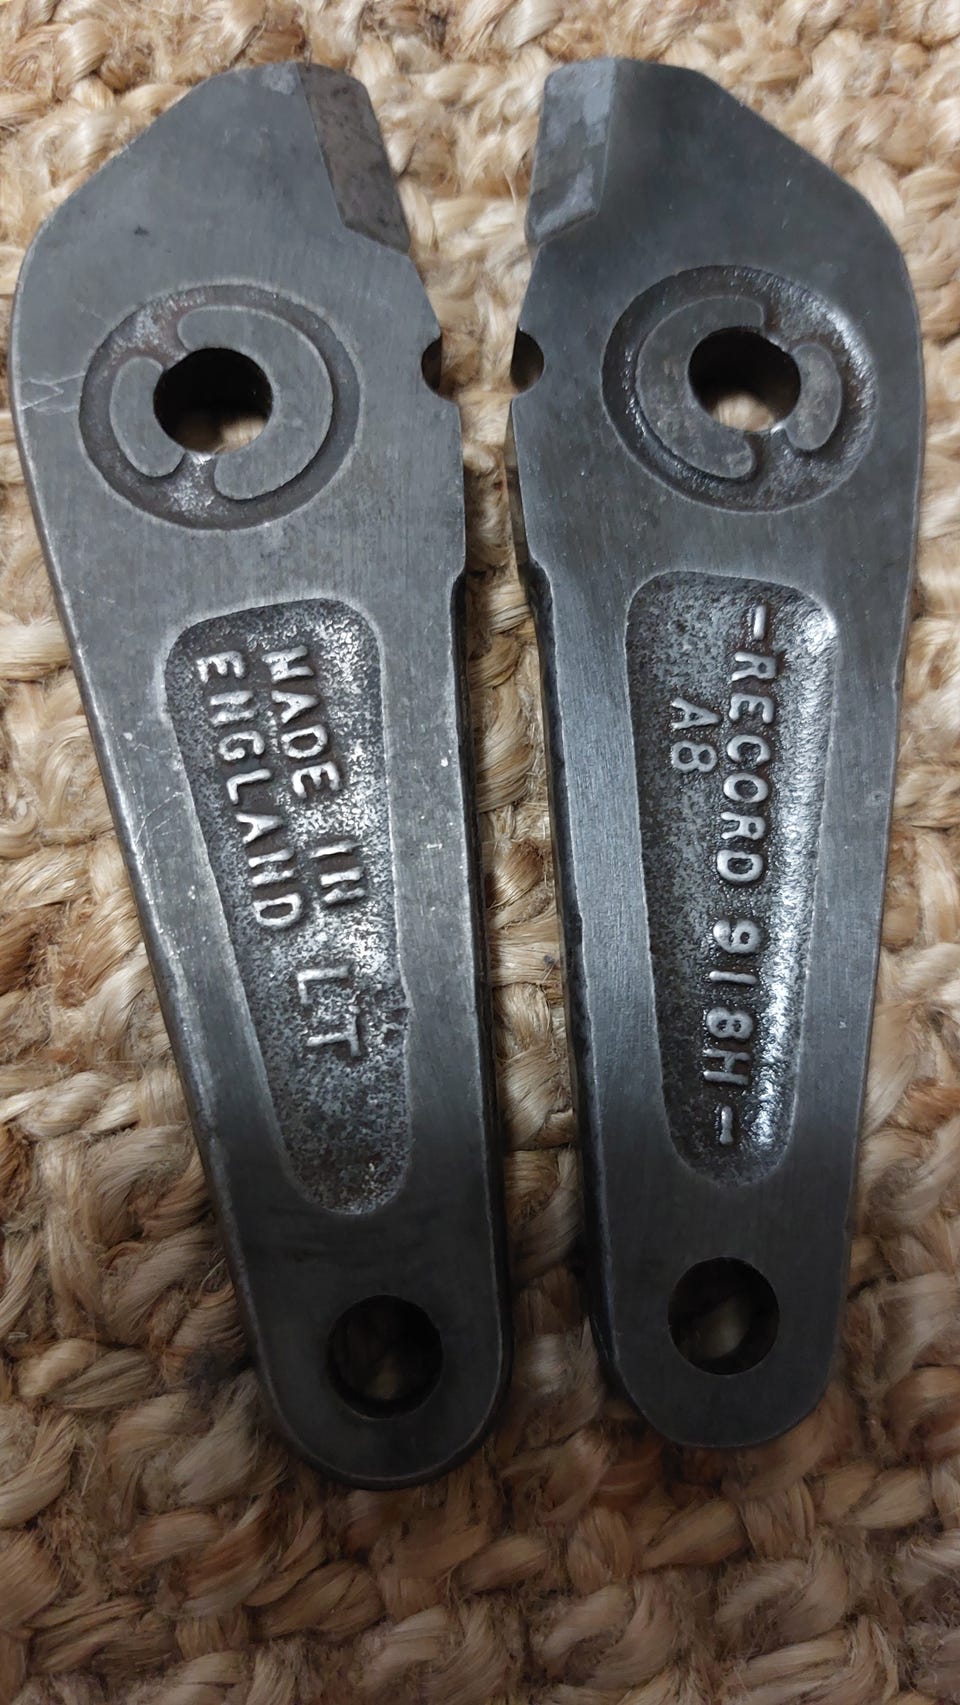 MADE IN LT
ENGLAND
-RECORD 918H-
A8